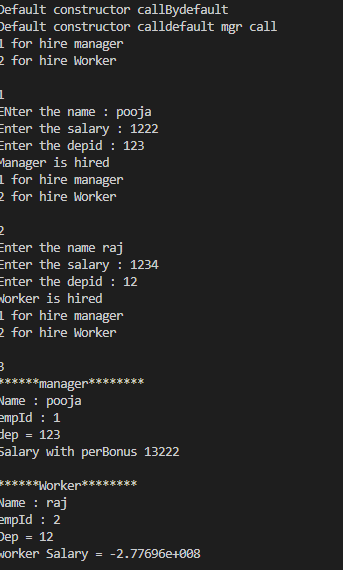 Default constructor callBydefault
Default constructor calldefault mgr call
1 for hire manager
2 for hire Worker
1
ENter the name : pooja
Enter the salary : 1222
Enter the depid : 123
Manager is hired
1 for hire manager
2 for hire Worker
2
Enter the name raj
Enter the salary : 1234
Enter the depid : 12
Worker is hired
1 for hire manager
2 for hire Worker
3
******manager********
Name : pooja
empId : 1
dep = 123
Salary with perBonus 13222
******Worker********
Name : raj
empId : 2
Dep = 12
worker Salary = -2.77696e+008